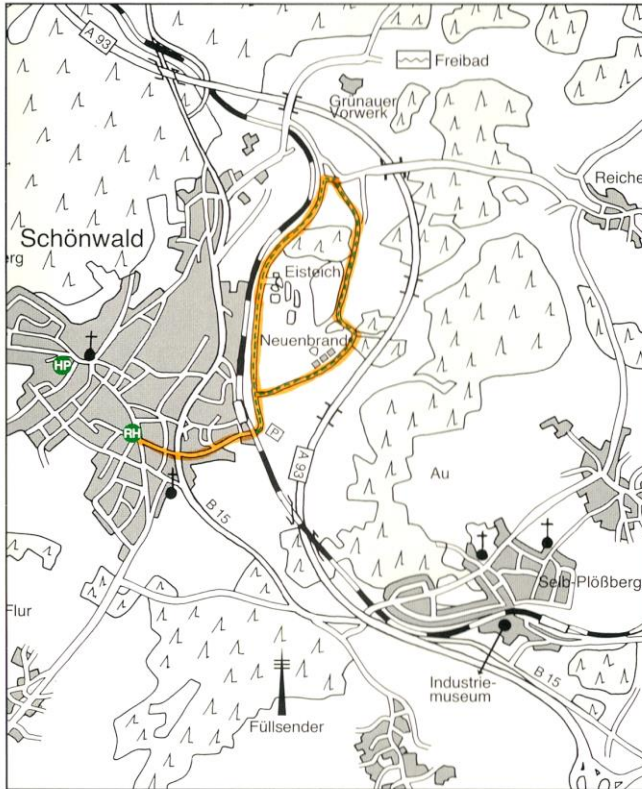 A 93
Freibad
Grünauer
Vorwerk
Reiche
Schönwald
erg
Eisteich
Neuenbrand
HP
RH
P
A 93
B 15
Au
Selb-Plößberg
Flur
B 15
Industrie-
museum
Füllsender